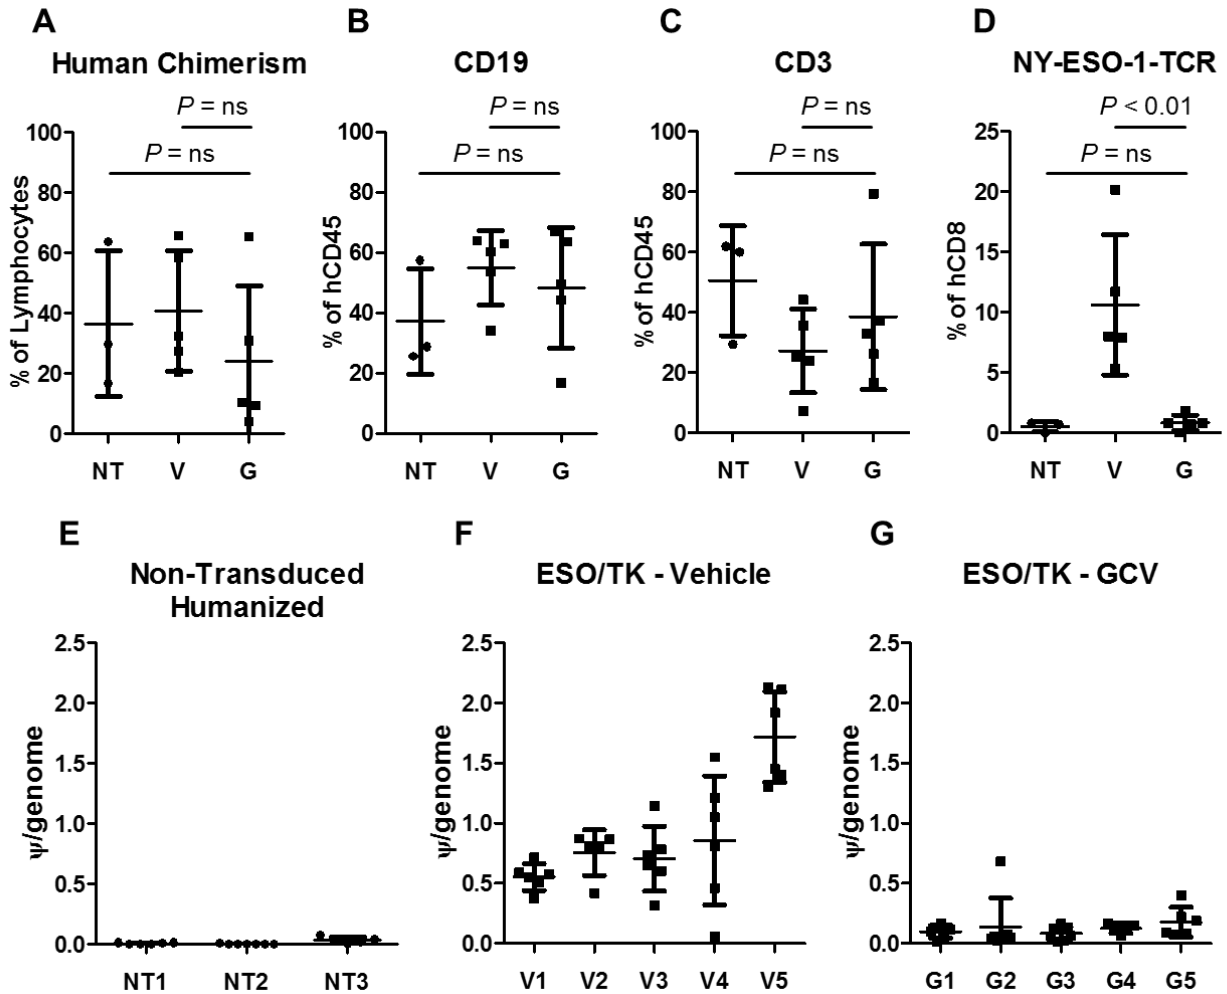 A
Human Chimerism
P = ns
P = ns
% of Lymphocytes
100
80
60
40
20
0
NT V G
B
CD19
P = ns
P = ns
% of hCD45
100
80
60
40
20
0
NT V G
C
CD3
P = ns
P = ns
% of hCD45
100
80
60
40
20
0
NT V G
D
NY-ESO-1-TCR
P < 0.01
P = ns
% of hCD8
25
20
15
10
5
0
NT V G
E
Non-Transduced
Humanized
ψ/genome
2.5
2.0
1.5
1.0
0.5
0.0
NT1 NT2 NT3
F
ESO/TK - Vehicle
ψ/genome
2.5
2.0
1.5
1.0
0.5
0.0
V1 V2 V3 V4 V5
G
ESO/TK - GCV
ψ/genome
2.5
2.0
1.5
1.0
0.5
0.0
G1 G2 G3 G4 G5